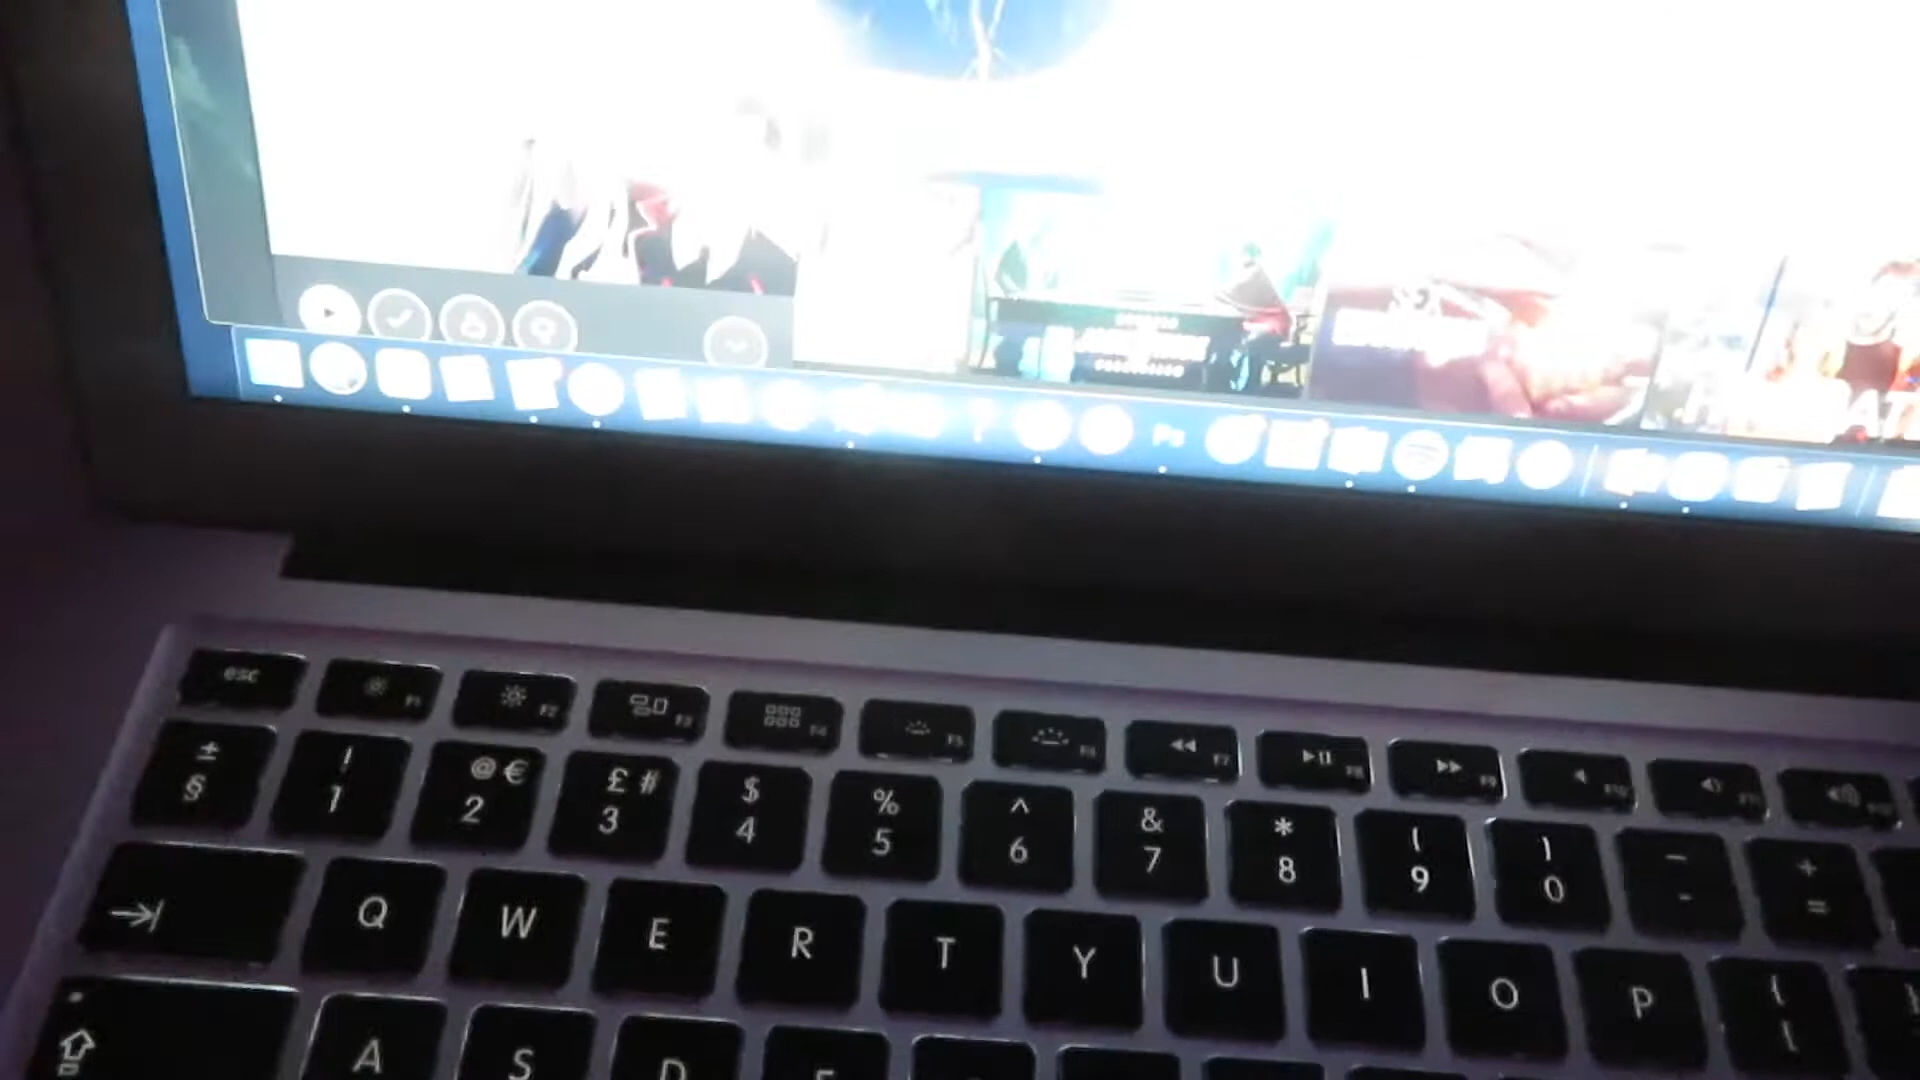 Ps
esc F1 F2 F3 F4 F5 F6 F7 F8 F9 F10 F11 F12
± ! @ € £ # $ % ^ & * ( ) — +
§ 1 2 3 4 5 6 7 8 9 0 - =
Q W E R T Y U I O P { }
[
A S D F